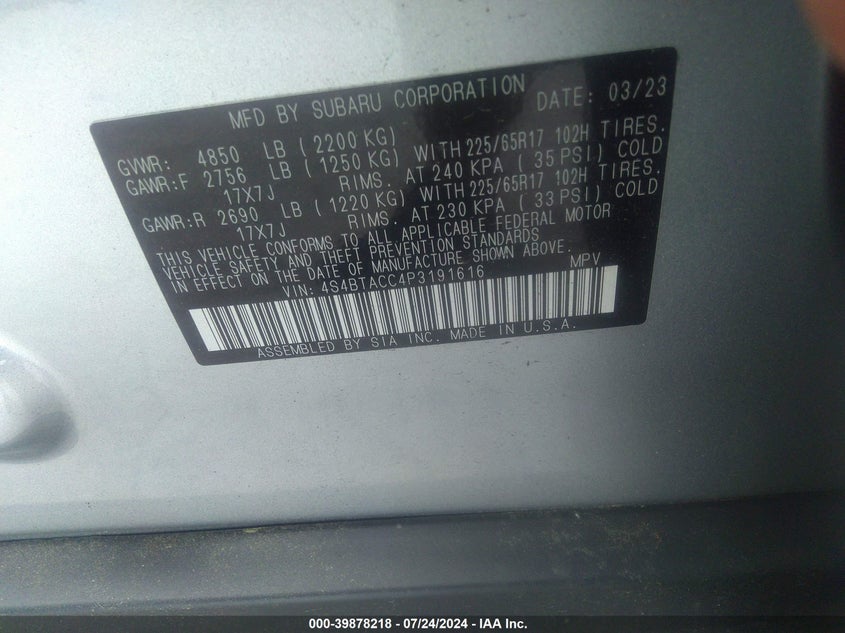 MFD BY SUBARU CORPORATION DATE: 03/23
GVWR: 4850 LB (2200 KG)
GAWR:F 2756 LB (1250 KG) WITH 225/65R17 102H TIRES.
17X7J RIMS. AT 240 KPA (35 PSI) COLD
GAWR:R 2690 LB (1220 KG) WITH 225/65R17 102H TIRES.
17X7J RIMS. AT 230 KPA (33 PSI) COLD
THIS VEHICLE CONFORMS TO ALL APPLICABLE FEDERAL MOTOR
VEHICLE SAFETY AND THEFT PREVENTION STANDARDS
IN EFFECT ON THE DATE OF MANUFACTURE SHOWN ABOVE.
VIN: 4S4BTACC4P3191616 MPV
ASSEMBLED BY SIA INC. MADE IN U.S.A.
000-39878218 - 07/24/2024 - IAA Inc.